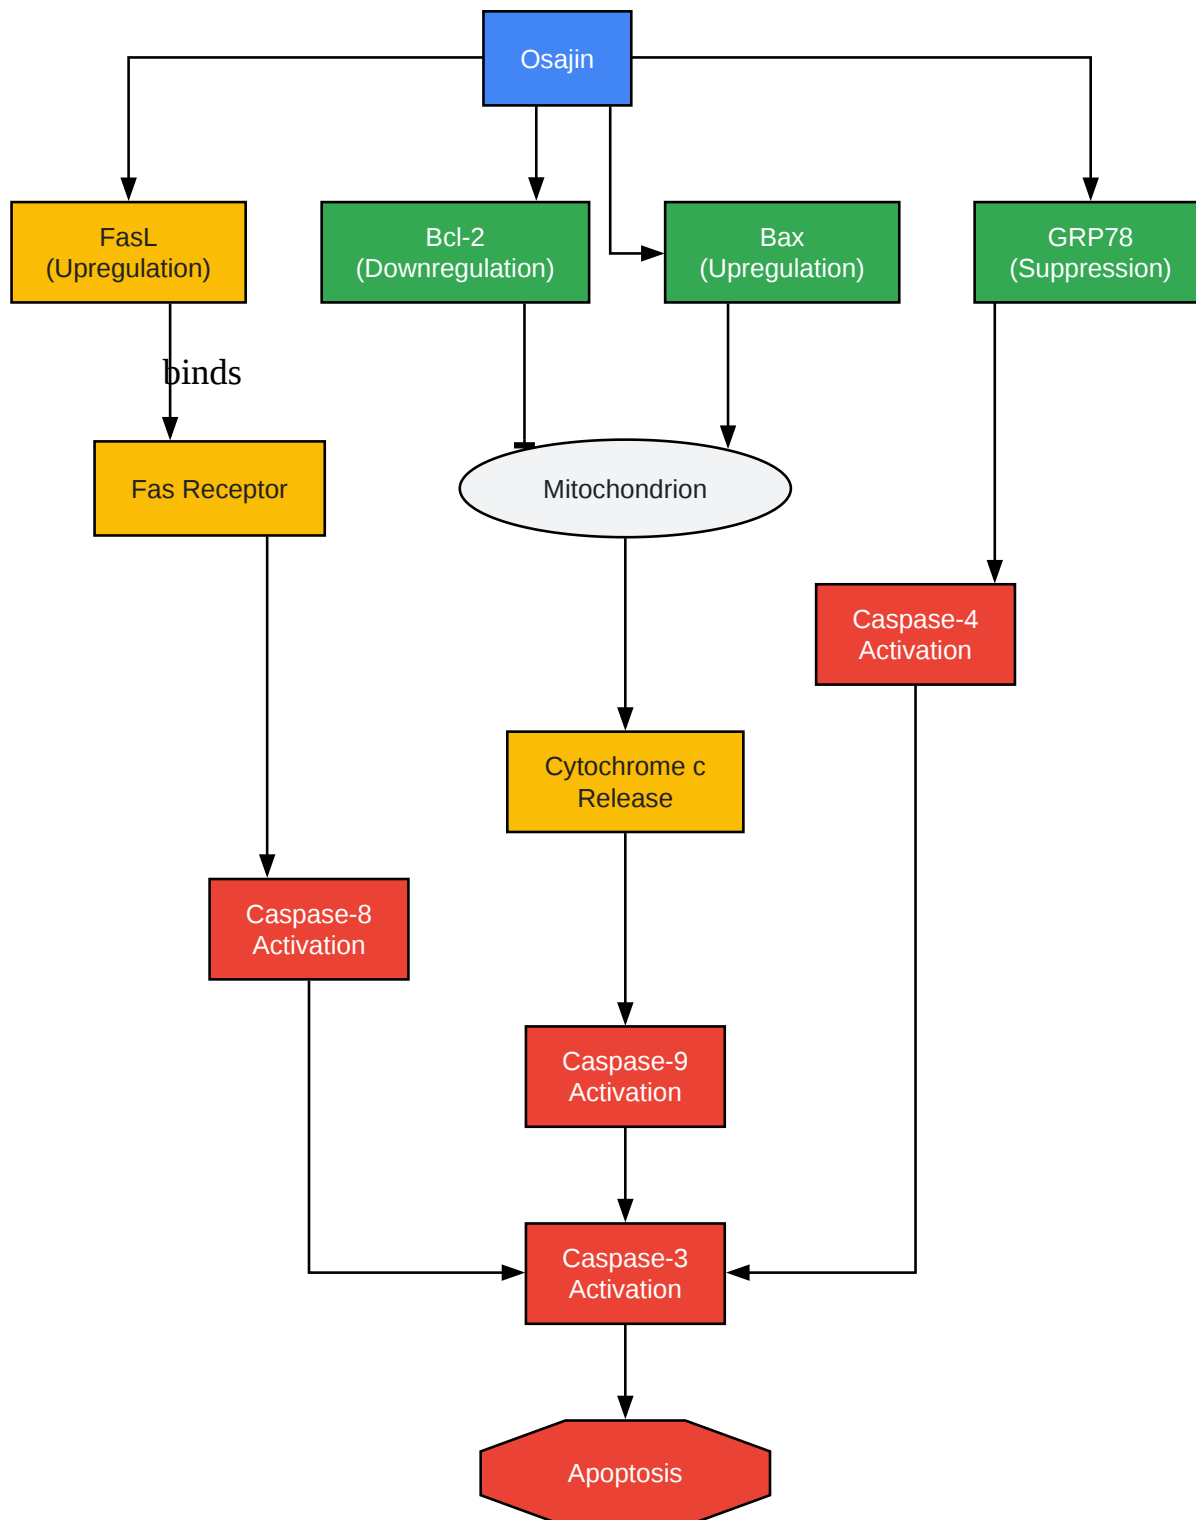 Osajin
FasL
(Upregulation)
Bcl-2
(Downregulation)
Bax
(Upregulation)
GRP78
(Suppression)
binds
Fas Receptor
Mitochondrion
Caspase-4
Activation
Cytochrome c
Release
Caspase-8
Activation
Caspase-9
Activation
Caspase-3
Activation
Apoptosis